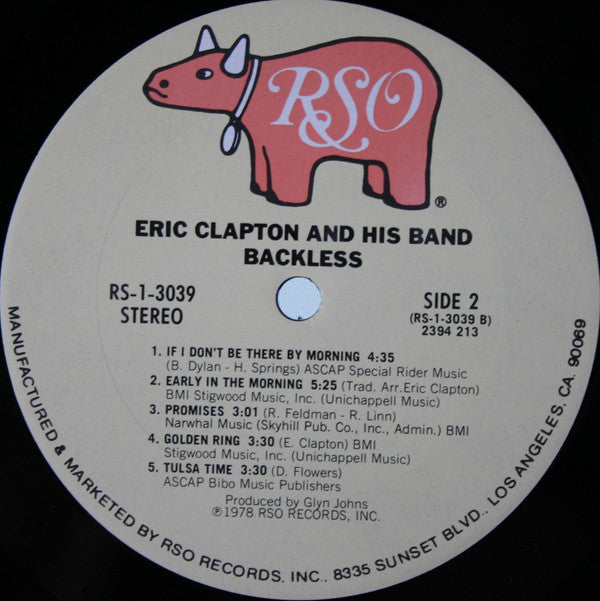 RSO
®
ERIC CLAPTON AND HIS BAND
BACKLESS
RS-1-3039
STEREO
SIDE 2
(RS-1-3039 B)
2394 213
1. IF I DON'T BE THERE BY MORNING 4:35
(B. Dylan - H. Springs) ASCAP Special Rider Music
2. EARLY IN THE MORNING 5:25 (Trad. Arr.Eric Clapton)
BMI Stigwood Music, Inc. (Unichappell Music)
3. PROMISES 3:01 (R. Feldman - R. Linn)
Narwhal Music (Skyhill Pub. Co., Inc., Admin.) BMI
4. GOLDEN RING 3:30 (E. Clapton) BMI
Stigwood Music, Inc. (Unichappell Music)
5. TULSA TIME 3:30 (D. Flowers)
ASCAP Bibo Music Publishers
Produced by Glyn Johns
℗1978 RSO RECORDS, INC.
MANUFACTURED & MARKETED BY RSO RECORDS, INC., 8335 SUNSET BLVD., LOS ANGELES, CA. 90069